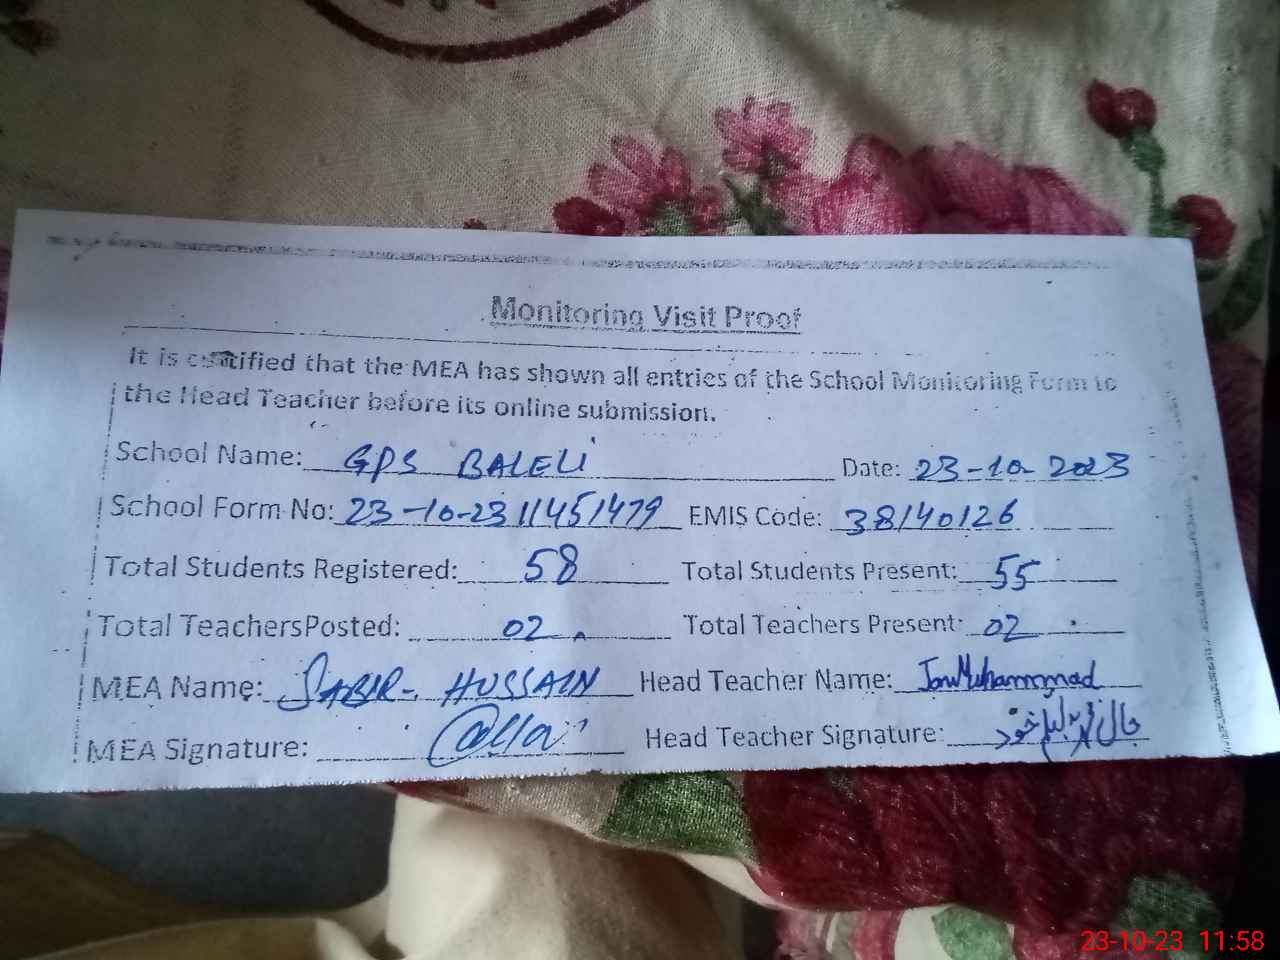 Monitoring Visit Proof
It is certified that the MEA has shown all entries of the School Monitoring Form to
the Head Teacher before its online submission.
School Name: GPS BALELI Date: 23-10-2023
School Form No: 23-10-2311451479 EMIS Code: 38140126
Total Students Registered: 58 Total Students Present: 55
Total TeachersPosted: 02 Total Teachers Present: 02
MEA Name: SABIR HUSSAIN Head Teacher Name: Jan Muhammad
MEA Signature: Head Teacher Signature:
23-10-23 11:58